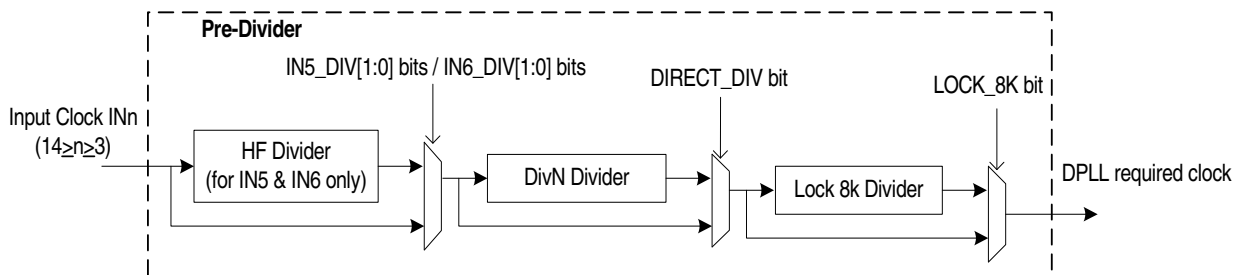 Pre-Divider
IN5_DIV[1:0] bits / IN6_DIV[1:0] bits
DIRECT_DIV bit
LOCK_8K bit
Input Clock INn
(14≥n≥3)
HF Divider
(for IN5 & IN6 only)
DivN Divider
Lock 8k Divider
DPLL required clock